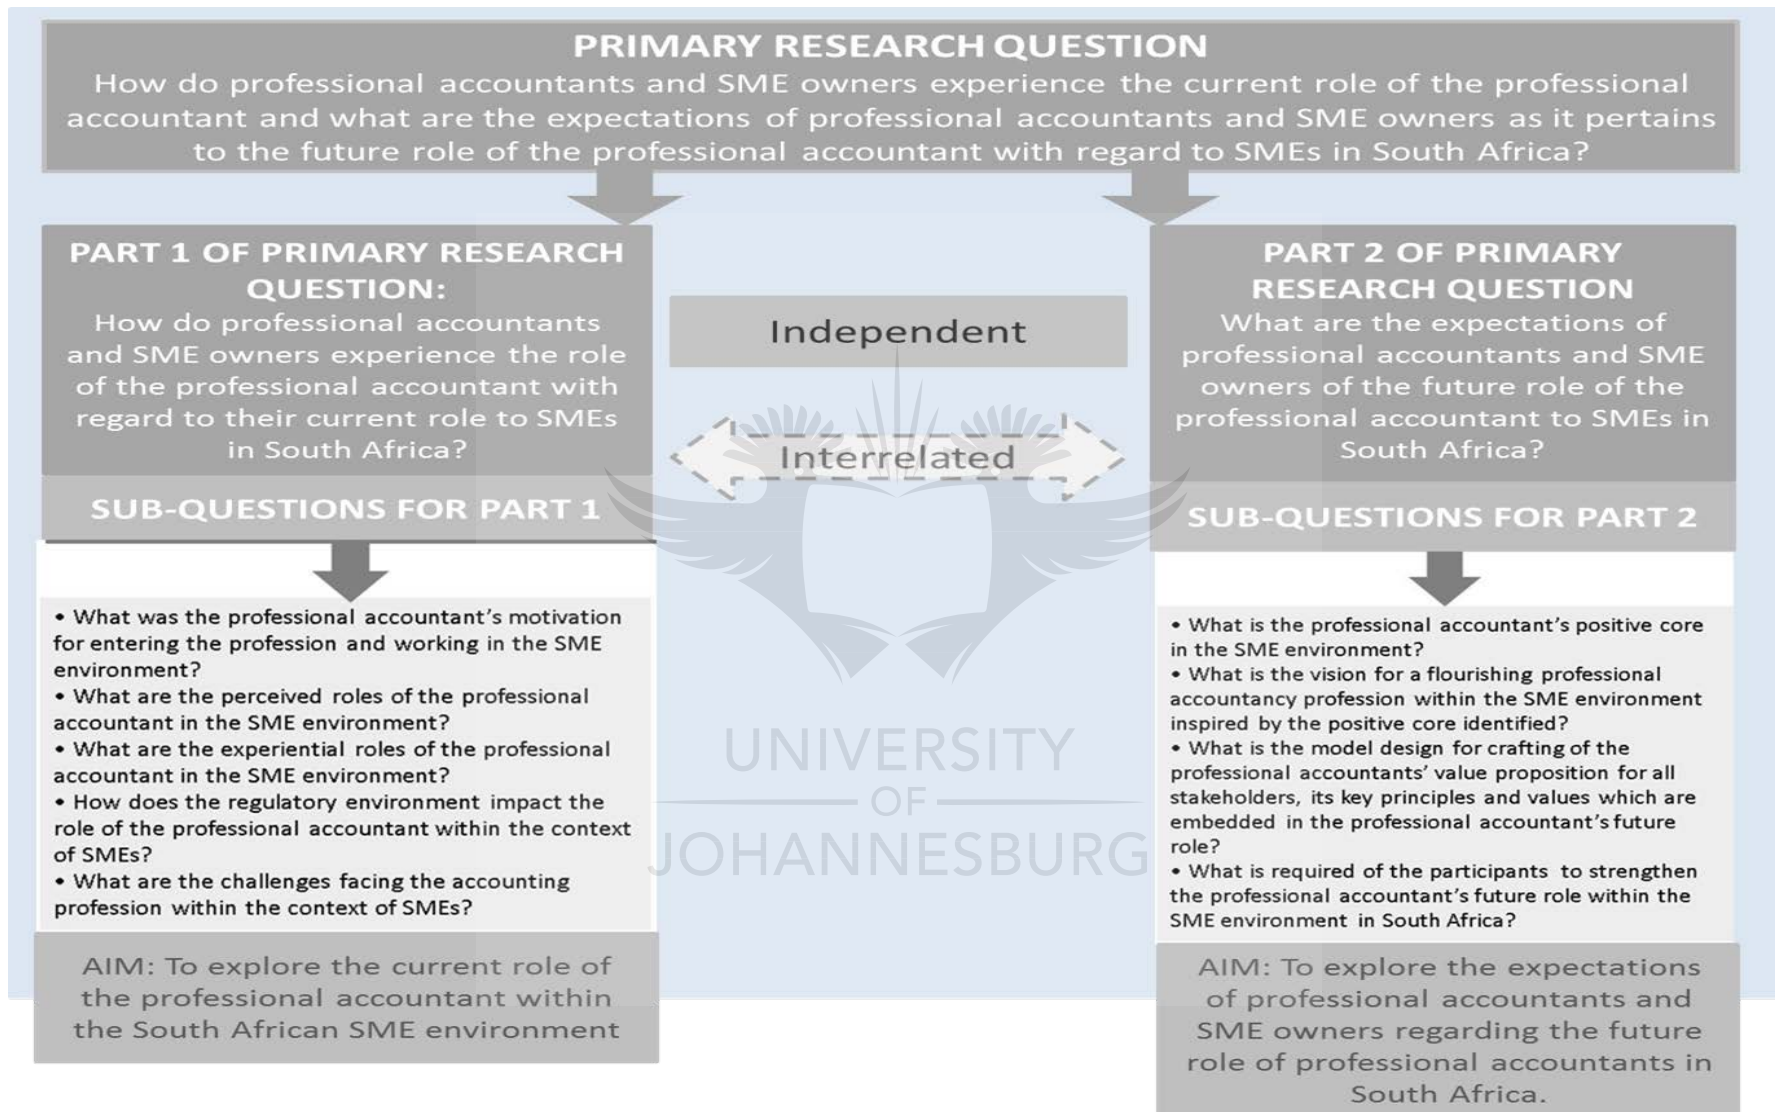 PRIMARY RESEARCH QUESTION
How do professional accountants and SME owners experience the current role of the professional
accountant and what are the expectations of professional accountants and SME owners as it pertains
to the future role of the professional accountant with regard to SMEs in South Africa?
PART 1 OF PRIMARY RESEARCH
QUESTION:
How do professional accountants
and SME owners experience the role
of the professional accountant with
regard to their current role to SMEs
in South Africa?
SUB-QUESTIONS FOR PART 1
• What was the professional accountant's motivation
for entering the profession and working in the SME
environment?
• What are the perceived roles of the professional
accountant in the SME environment?
• What are the experiential roles of the professional
accountant in the SME environment?
• How does the regulatory environment impact the
role of the professional accountant within the context
of SMEs?
• What are the challenges facing the accounting
profession within the context of SMEs?
AIM: To explore the current role of
the professional accountant within
the South African SME environment
Independent
Interrelated
UNIVERSITY
OF
JOHANNESBURG
PART 2 OF PRIMARY
RESEARCH QUESTION
What are the expectations of
professional accountants and SME
owners of the future role of the
professional accountant to SMEs in
South Africa?
SUB-QUESTIONS FOR PART 2
• What is the professional accountant's positive core
in the SME environment?
• What is the vision for a flourishing professional
accountancy profession within the SME environment
inspired by the positive core identified?
• What is the model design for crafting of the
professional accountants' value proposition for all
stakeholders, its key principles and values which are
embedded in the professional accountant's future
role?
• What is required of the participants to strengthen
the professional accountant's future role within the
SME environment in South Africa?
AIM: To explore the expectations
of professional accountants and
SME owners regarding the future
role of professional accountants in
South Africa.